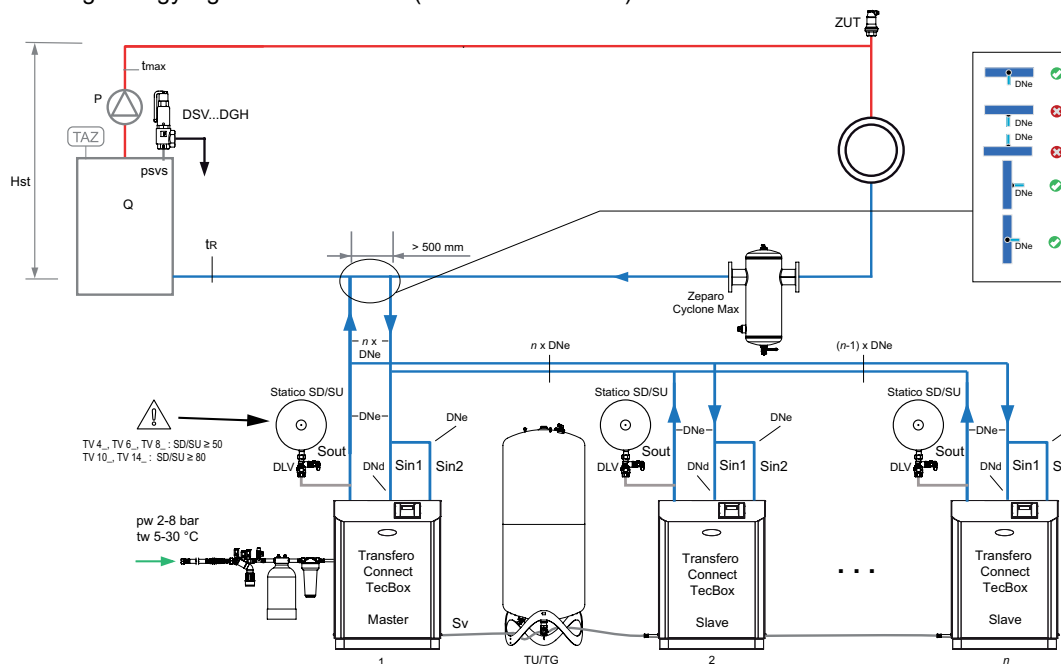 ZUT
tmax
P
DSV...DGH
TAZ
psvs
Hst
Q
tR
> 500 mm
DNe
DNe
DNe
DNe
DNe
Zeparo
Cyclone Max
n x
DNe
n x DNe
(n-1) x DNe
Statico SD/SU
Statico SD/SU
Statico SD/SU
DNe
DNe
DNe
DNe
DNe
TV 4_, TV 6_, TV 8_ : SD/SU ≥ 50
TV 10_, TV 14_ : SD/SU ≥ 80
Sout
DLV
DNd
Sin1
Sin2
Sout
DLV
DNd
Sin1
Sin2
Sout
DLV
DNd
Sin1
pw 2-8 bar
tw 5-30 °C
Transfero
Connect
TecBox
Master
Sv
Transfero
Connect
TecBox
Slave
. . .
Transfero
Connect
TecBox
Slave
1
TU/TG
2
n